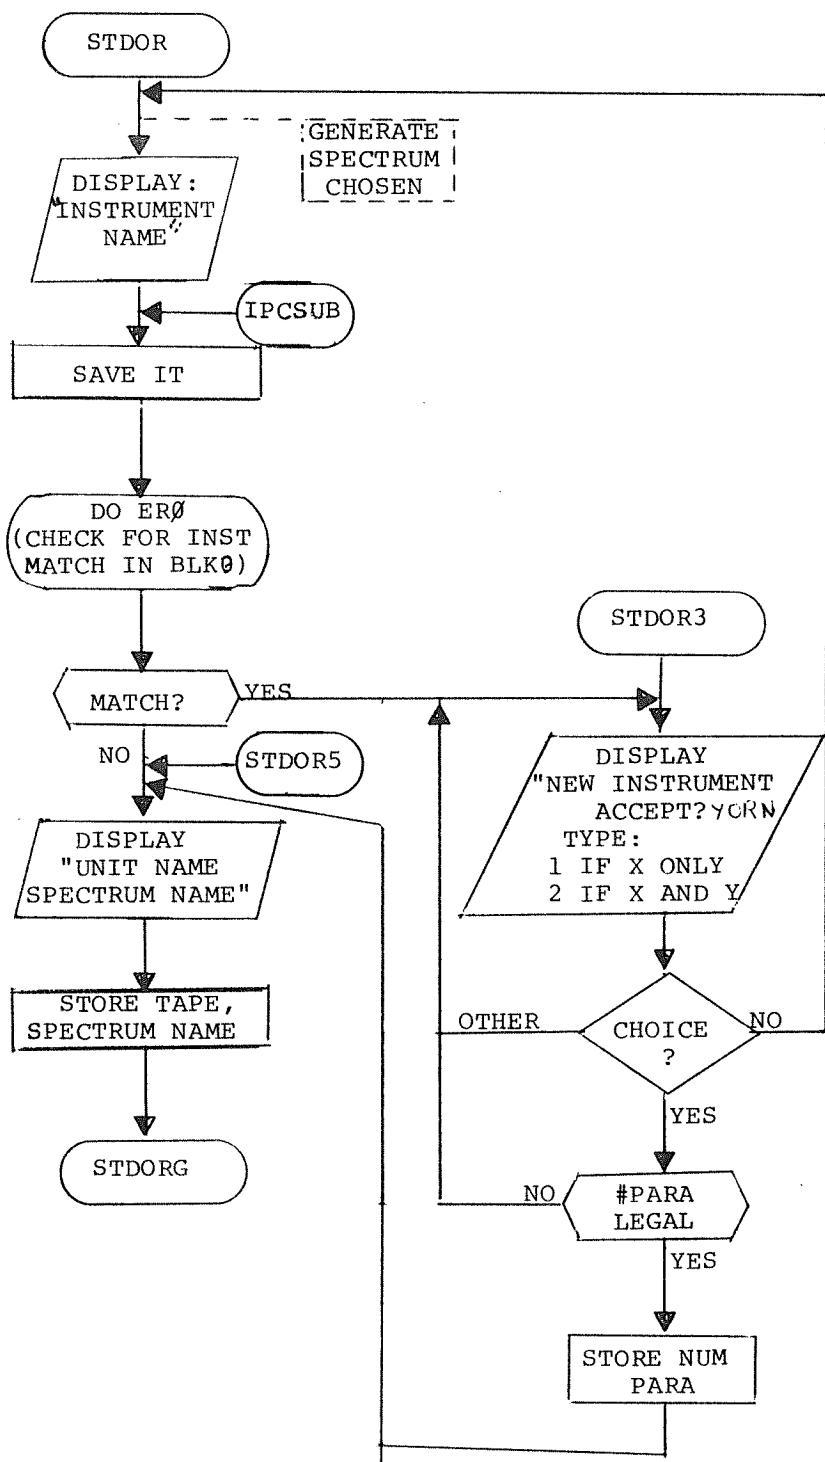 STDOR
GENERATE
SPECTRUM
CHOSEN
DISPLAY:
"INSTRUMENT
NAME"
IPCSUB
SAVE IT
DO ERØ
(CHECK FOR INST
MATCH IN BLKØ)
MATCH?
YES
NO
STDOR5
DISPLAY
"UNIT NAME
SPECTRUM NAME"
STORE TAPE,
SPECTRUM NAME
STDORG
STDOR3
DISPLAY
"NEW INSTRUMENT
ACCEPT? YORN
TYPE:
1 IF X ONLY
2 IF X AND Y
OTHER
CHOICE
?
NO
YES
NO
#PARA
LEGAL
YES
STORE NUM
PARA